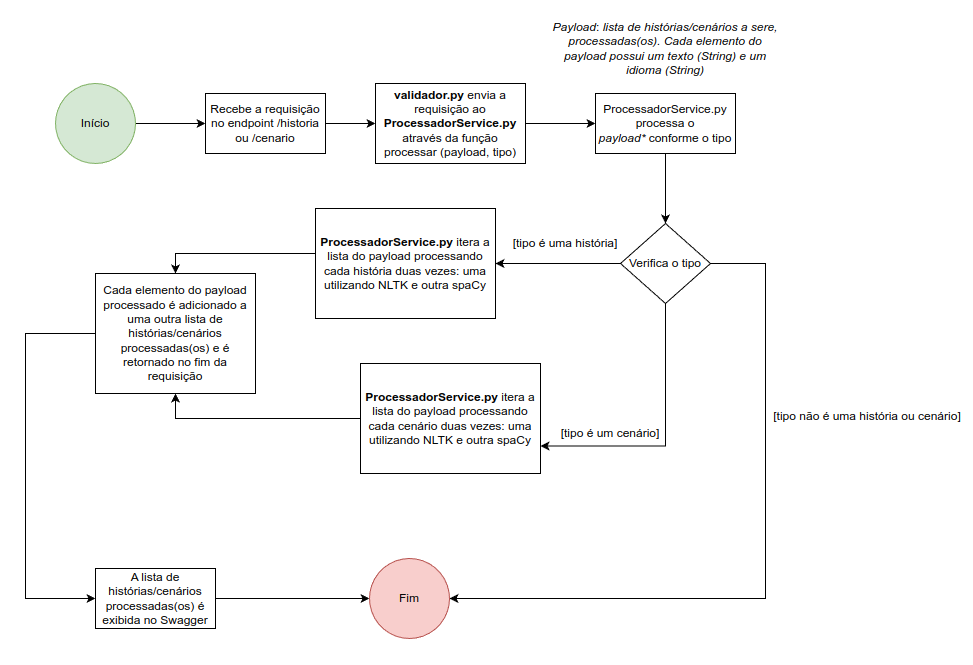 Payload: lista de histórias/cenários a sere,
processadas(os). Cada elemento do
payload possui um texto (String) e um
idioma (String)
Início
Recebe a requisição
no endpoint /historia
ou /cenario
validador.py envia a
requisição ao
ProcessadorService.py
através da função
processar (payload, tipo)
ProcessadorService.py
processa o
payload* conforme o tipo
Verifica o tipo
[tipo é uma história]
ProcessadorService.py itera a
lista do payload processando
cada história duas vezes: uma
utilizando NLTK e outra spaCy
Cada elemento do payload
processado é adicionado a
uma outra lista de
histórias/cenários
processadas(os) e é
retornado no fim da
requisição
ProcessadorService.py itera a
lista do payload processando
cada cenário duas vezes: uma
utilizando NLTK e outra spaCy
[tipo é um cenário]
[tipo não é uma história ou cenário]
A lista de
histórias/cenários
processadas(os) é
exibida no Swagger
Fim